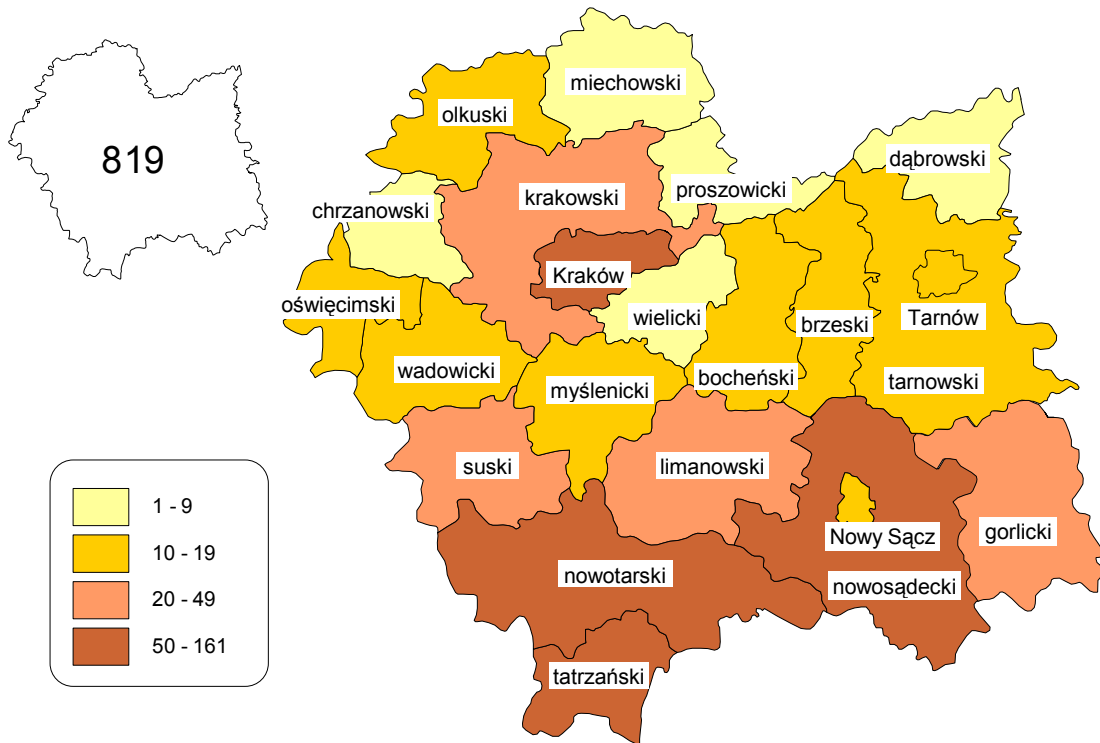 819
miechowski
olkuski
dąbrowski
chrzanowski
krakowski
proszowicki
Kraków
oświęcimski
wielicki
brzeski
Tarnów
wadowicki
myślenicki
bocheński
tarnowski
suski
limanowski
Nowy Sącz
gorlicki
nowotarski
nowosądecki
tatrzański
1 - 9
10 - 19
20 - 49
50 - 161